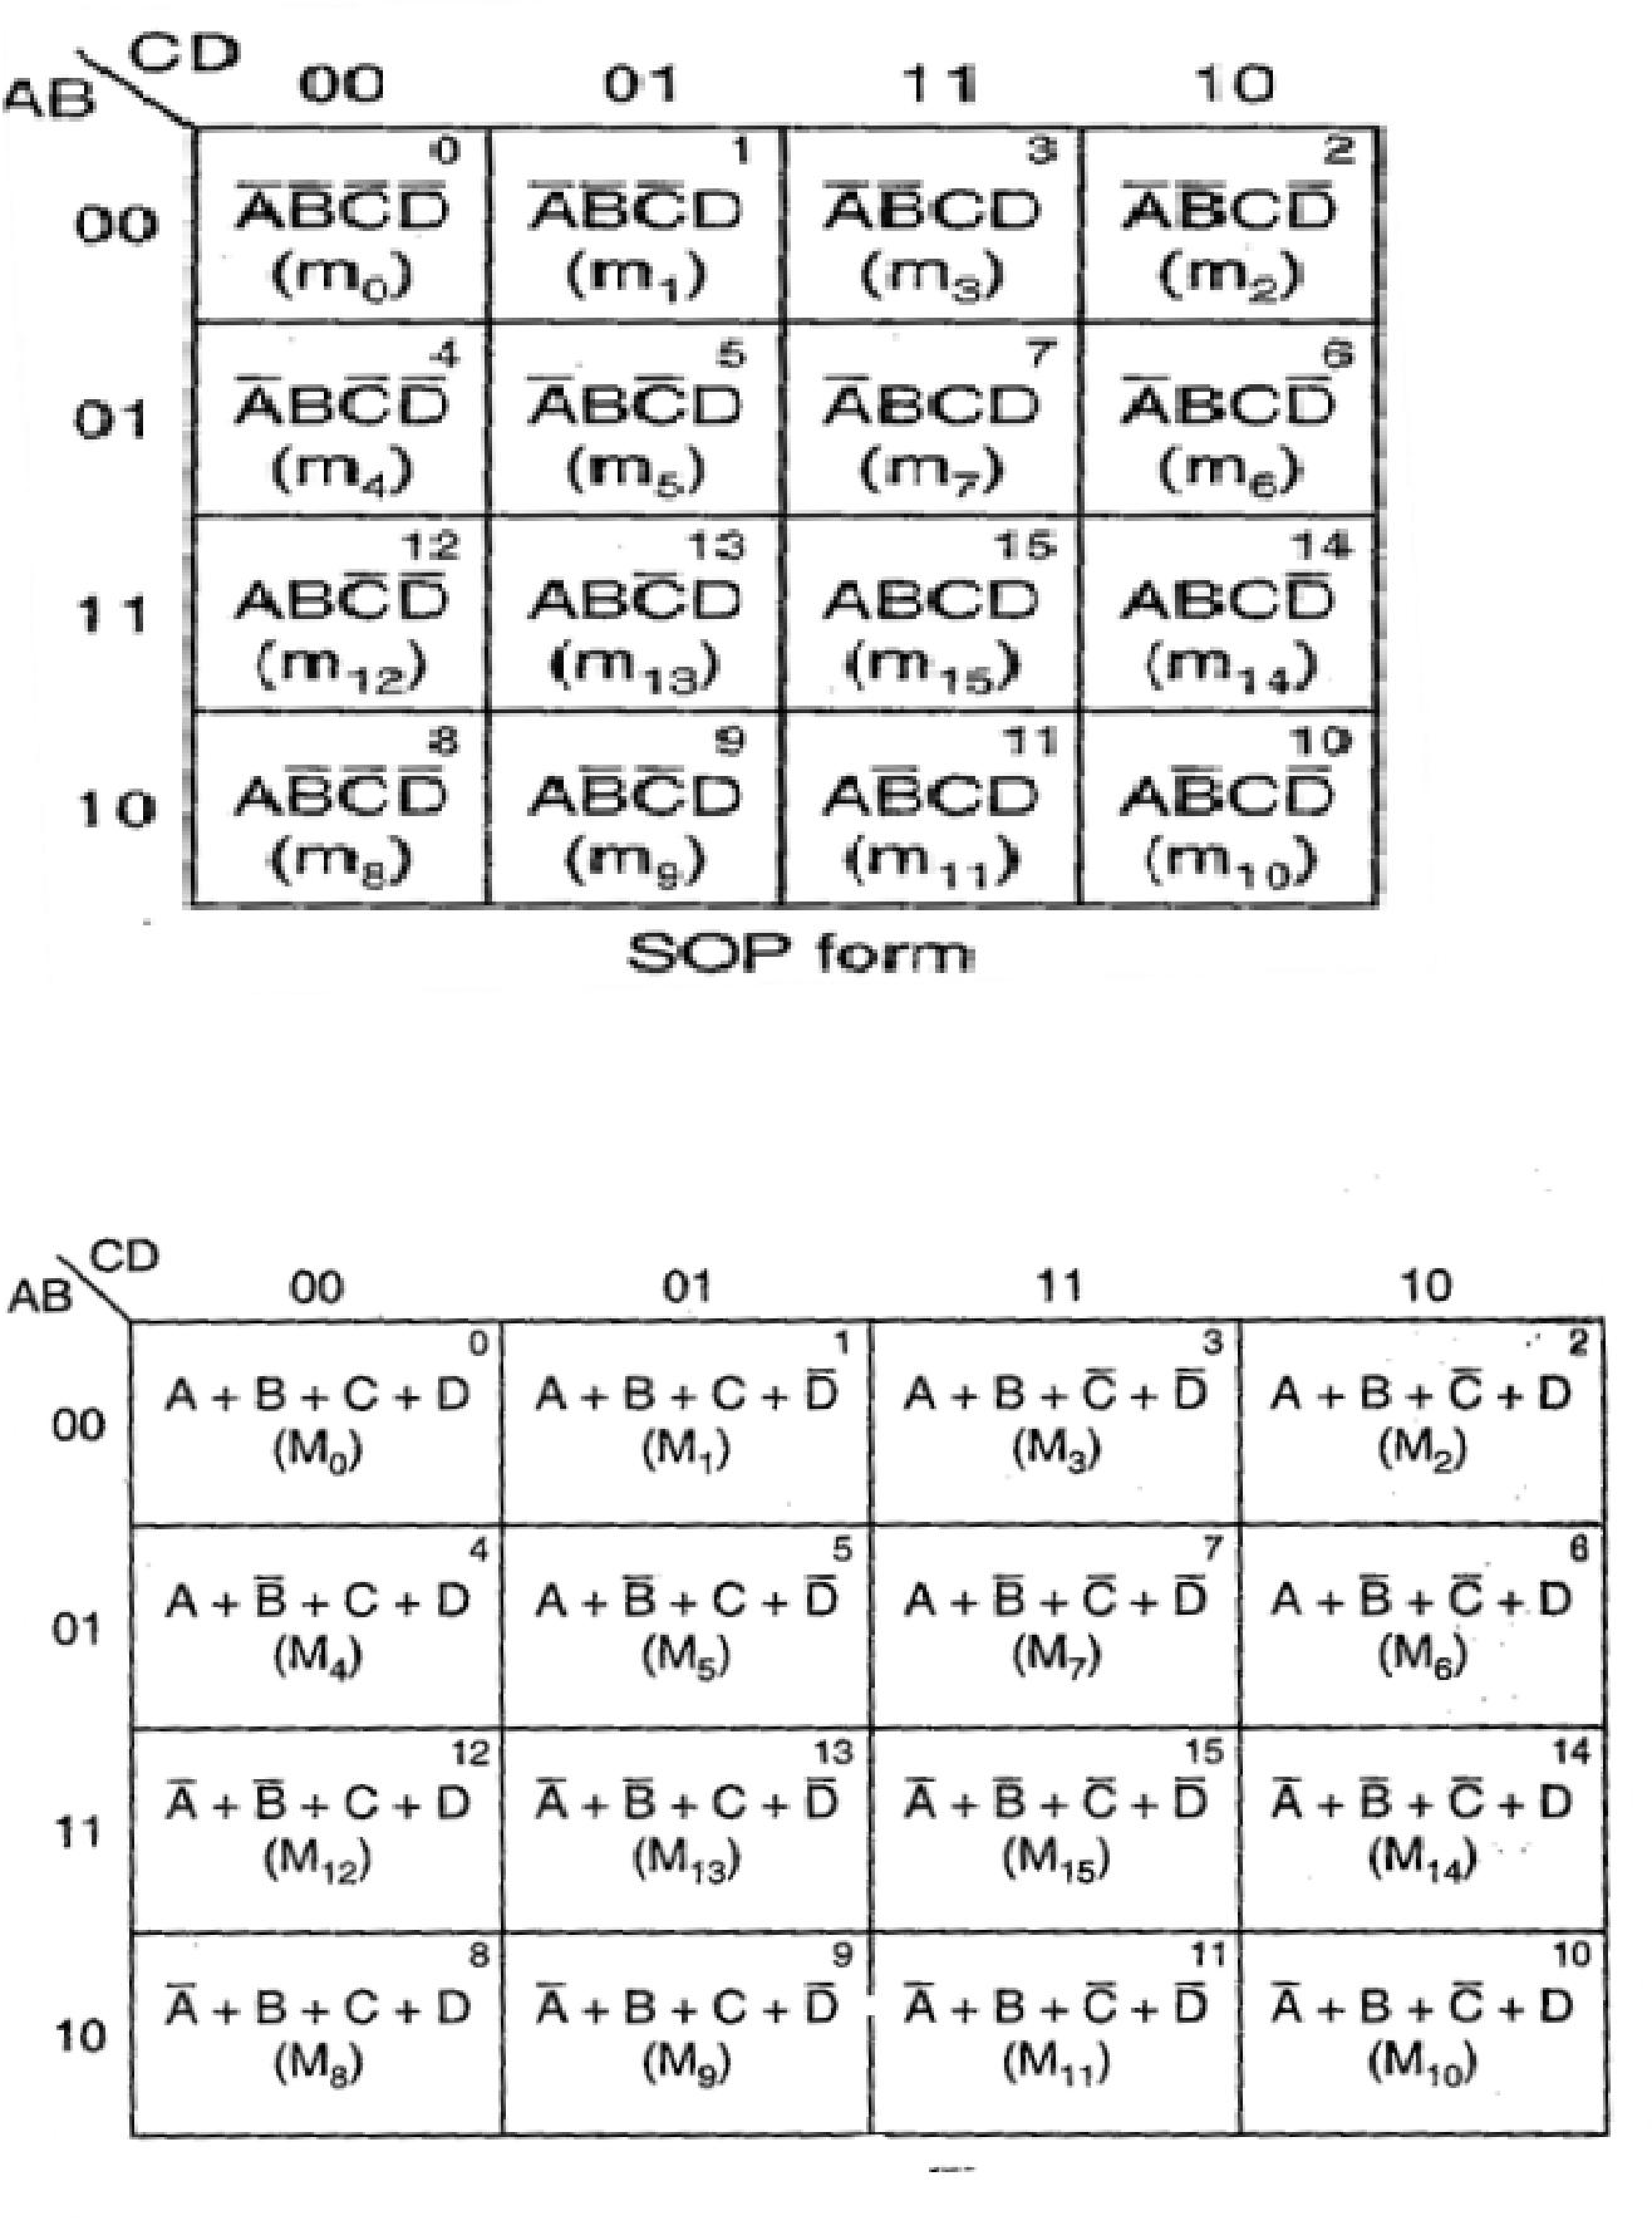 CD
AB 00 01 11 10
0 1 3 2
00 A̅B̅C̅D̅ A̅B̅C̅D A̅B̅CD A̅B̅CD̅
(m₀) (m₁) (m₃) (m₂)
4 5 7 6
01 A̅BC̅D̅ A̅BC̅D A̅BCD A̅BCD̅
(m₄) (m₅) (m₇) (m₆)
12 13 15 14
11 ABC̅D̅ ABC̅D ABCD ABCD̅
(m₁₂) (m₁₃) (m₁₅) (m₁₄)
8 9 11 10
10 AB̅C̅D̅ AB̅C̅D AB̅CD AB̅CD̅
(m₈) (m₉) (m₁₁) (m₁₀)
SOP form
CD
AB 00 01 11 10
0 1 3 2
00 A + B + C + D A + B + C + D̅ A + B + C̅ + D̅ A + B + C̅ + D
(M₀) (M₁) (M₃) (M₂)
4 5 7 6
01 A + B̅ + C + D A + B̅ + C + D̅ A + B̅ + C̅ + D̅ A + B̅ + C̅ + D
(M₄) (M₅) (M₇) (M₆)
12 13 15 14
11 A̅ + B̅ + C + D A̅ + B̅ + C + D̅ A̅ + B̅ + C̅ + D̅ A̅ + B̅ + C̅ + D
(M₁₂) (M₁₃) (M₁₅) (M₁₄)
8 9 11 10
10 A̅ + B + C + D A̅ + B + C + D̅ A̅ + B + C̅ + D̅ A̅ + B + C̅ + D
(M₈) (M₉) (M₁₁) (M₁₀)